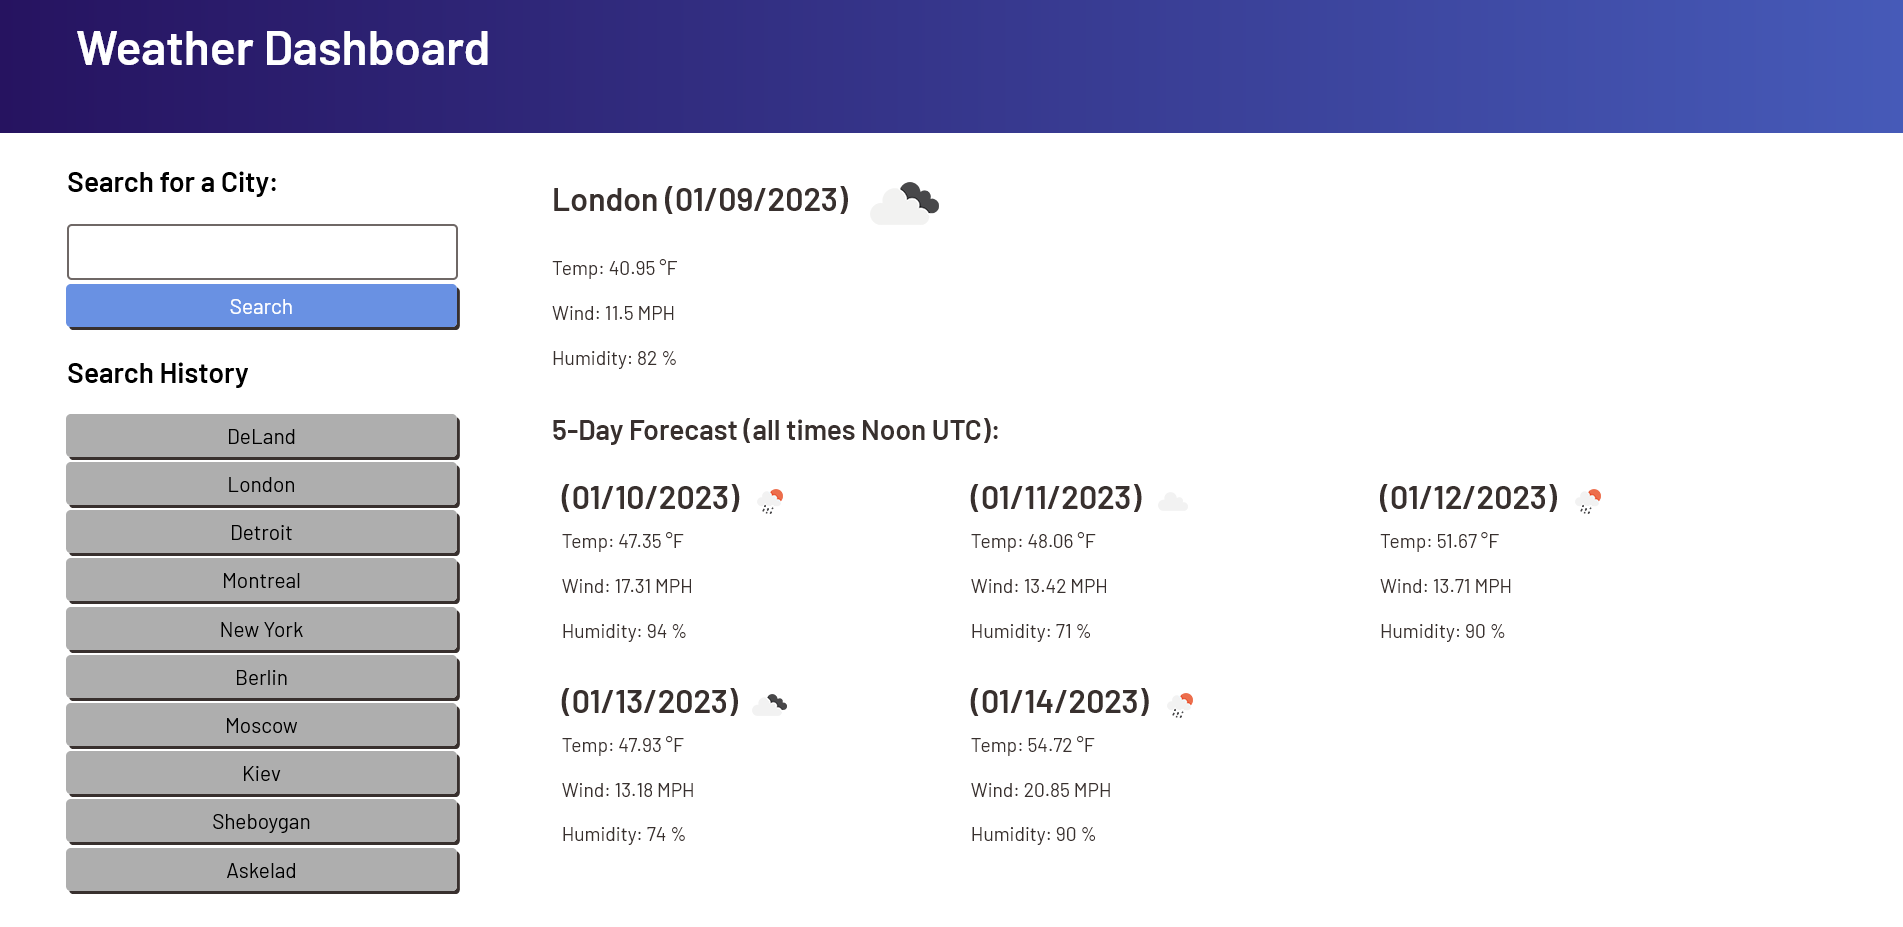 Weather Dashboard
Search for a City:
Search
Search History
DeLand
London
Detroit
Montreal
New York
Berlin
Moscow
Kiev
Sheboygan
Askelad
London (01/09/2023)
Temp: 40.95 °F
Wind: 11.5 MPH
Humidity: 82 %
5-Day Forecast (all times Noon UTC):
(01/10/2023)
Temp: 47.35 °F
Wind: 17.31 MPH
Humidity: 94 %
(01/11/2023)
Temp: 48.06 °F
Wind: 13.42 MPH
Humidity: 71 %
(01/12/2023)
Temp: 51.67 °F
Wind: 13.71 MPH
Humidity: 90 %
(01/13/2023)
Temp: 47.93 °F
Wind: 13.18 MPH
Humidity: 74 %
(01/14/2023)
Temp: 54.72 °F
Wind: 20.85 MPH
Humidity: 90 %